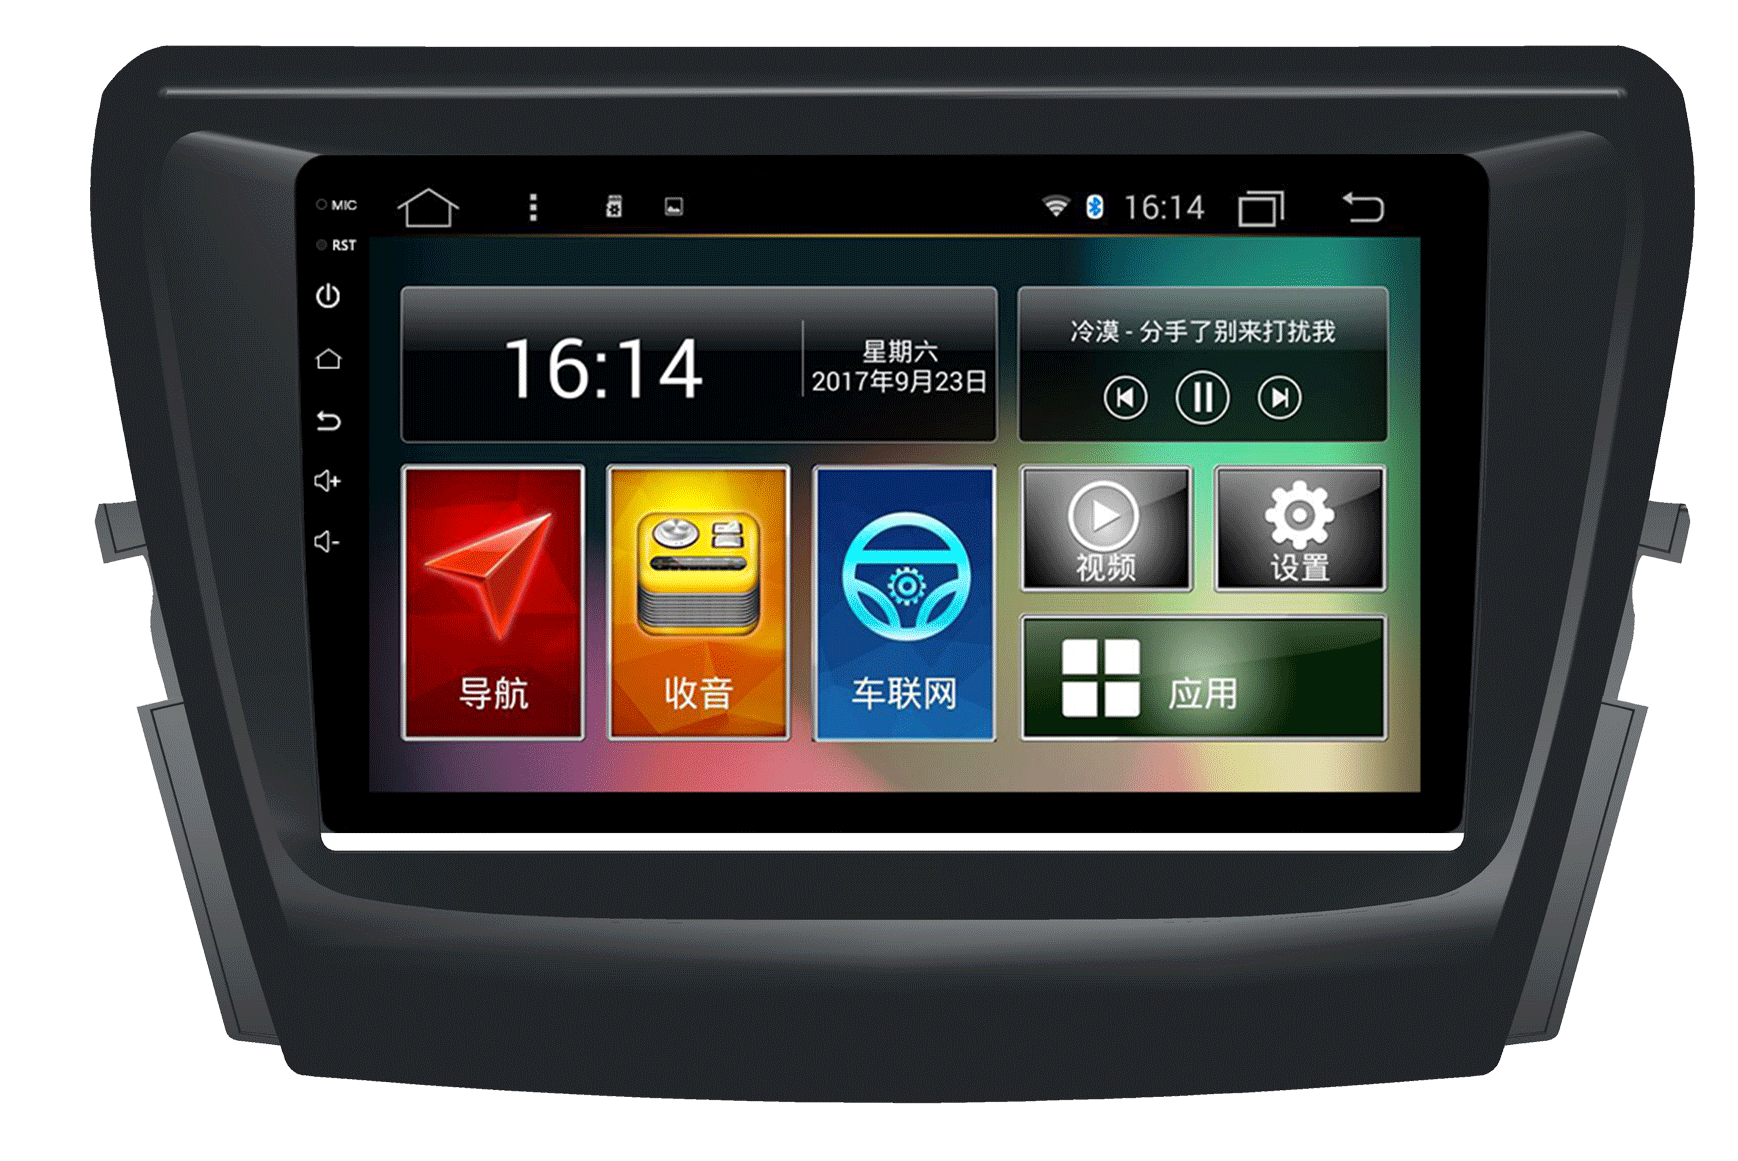 MIC
16:14
RST
16:14
星期六
2017年9月23日
冷漠 - 分手了别来打扰我
视频
设置
导航
收音
车联网
应用